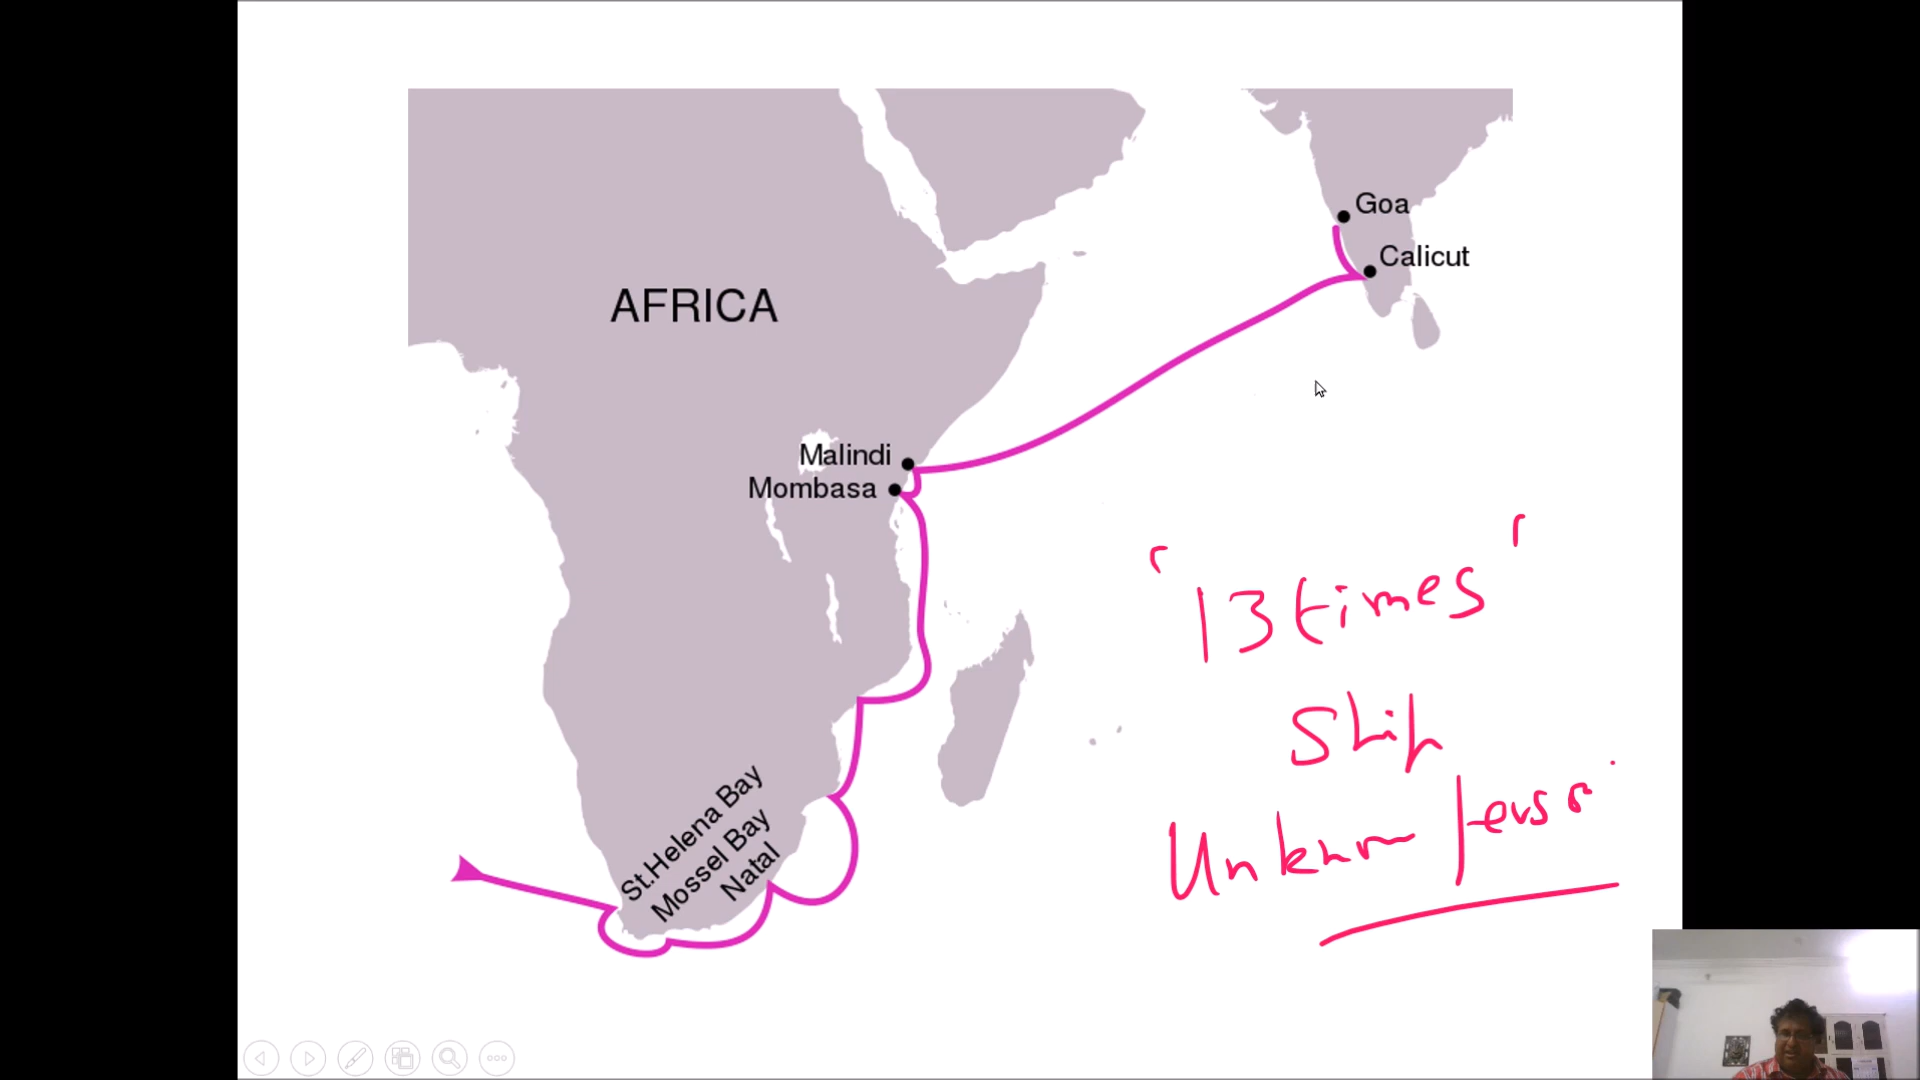 Goa
Calicut
AFRICA
Malindi
Mombasa
St.Helena Bay
Mossel Bay
Natal
"13 times"
Ship